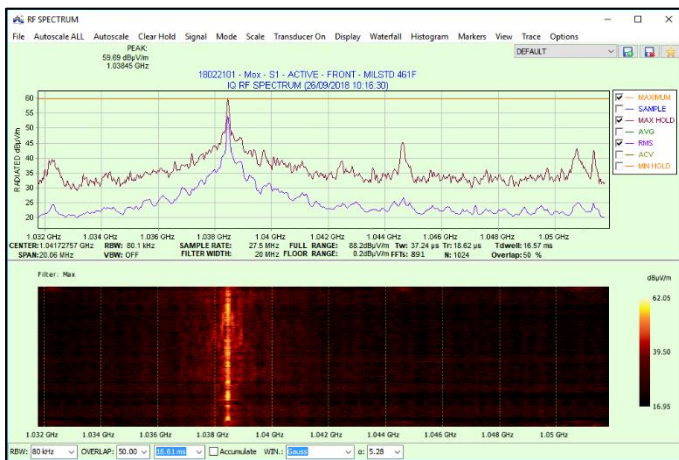 RF SPECTRUM
File Autoscale ALL Autoscale Clear Hold Signal Mode Scale Transducer On Display Waterfall Histogram Markers View Trace Options
PEAK:
59.69 dBµV/m
1.03845 GHz
DEFAULT
18022101 - Mox - S1 - ACTIVE - FRONT - MILSTD 461F
IQ RF SPECTRUM (26/09/2018 10:16:30)
RADIATED dBµV/m
60
55
50
45
40
35
30
25
20
MAXIMUM
SAMPLE
MAX HOLD
AVG
RMS
ACV
MIN HOLD
1.032 GHz 1.034 GHz 1.036 GHz 1.038 GHz 1.04 GHz 1.042 GHz 1.044 GHz 1.046 GHz 1.048 GHz 1.05 GHz
CENTER: 1.04172757 GHz RBW: 80.1 kHz SAMPLE RATE: 27.5 MHz FULL RANGE: 88.2dBµV/m Tw: 37.24 µs Tr: 18.62 µs Tdwell: 16.57 ms
SPAN: 20.06 MHz VBW: OFF FILTER WIDTH: 20 MHz FLOOR RANGE: 0.2dBµV/m FFTs: 891 N: 1024 Overlap: 50 %
Filter: Max
dBµV/m
62.05
39.50
16.95
1.032 GHz 1.034 GHz 1.036 GHz 1.038 GHz 1.04 GHz 1.042 GHz 1.044 GHz 1.046 GHz 1.048 GHz 1.05 GHz
RBW: 80 kHz OVERLAP: 50.00 16.61 ms Accumulate WIN.: Gauss α: 5.28